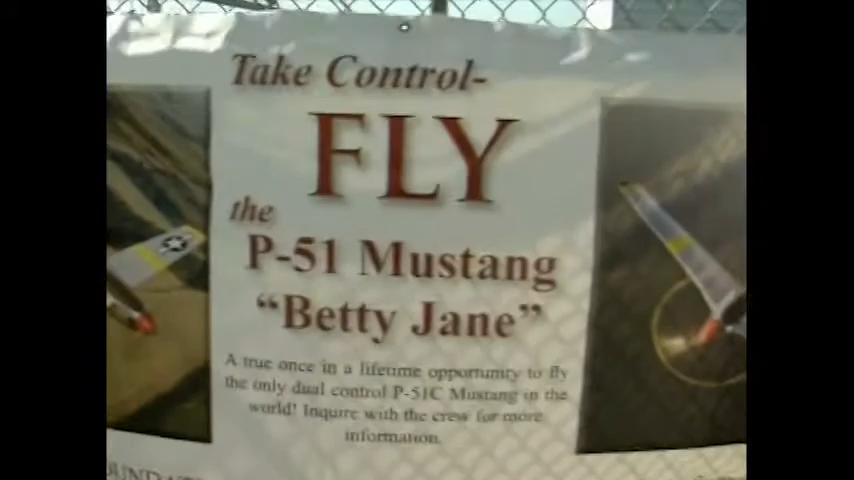 Take Control-
FLY
the
P-51 Mustang
“Betty Jane”
A true once in a lifetime opportunity to fly
the only dual control P-51C Mustang in the
world! Inquire with the crew for more
information.